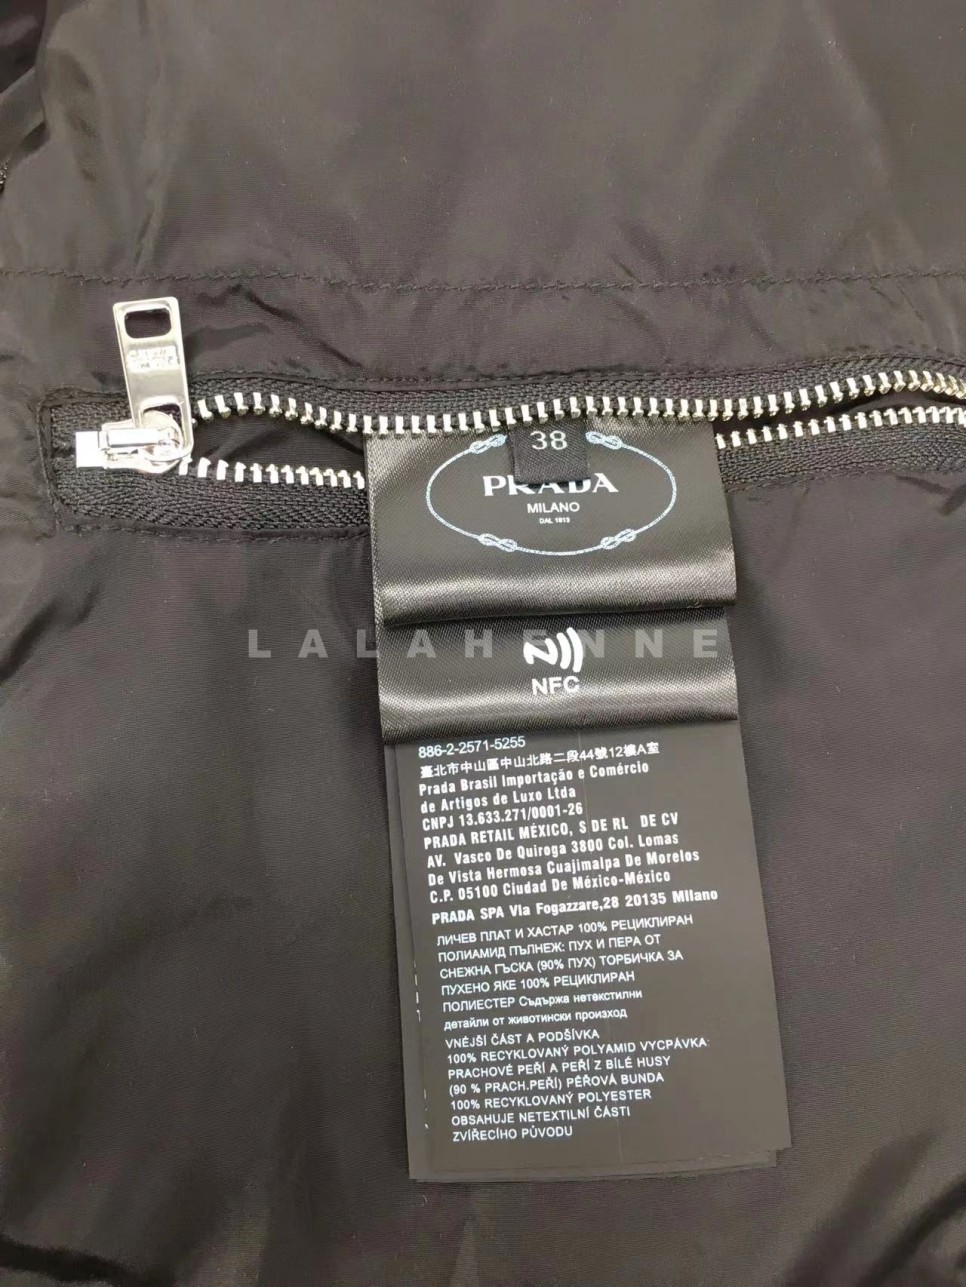 38
PRADA
MILANO
DAL 1913
LALAHENNE
NFC
886-2-2571-5255
臺北市中山區中山北路二段44號12樓A室
Prada Brasil Importação e Comércio
de Artigos de Luxo Ltda
CNPJ 13.633.271/0001-26
PRADA RETAIL MÉXICO, S DE RL DE CV
AV. Vasco De Quiroga 3800 Col. Lomas
De Vista Hermosa Cuajimalpa De Morelos
C.P. 05100 Ciudad De México-México
PRADA SPA Via Fogazzare,28 20135 Milano
ЛИЧЕВ ПЛАТ И ХАСТАР 100% РЕЦИКЛИРАН
ПОЛИАМИД ПЪЛНЕЖ: ПУХ И ПЕРА ОТ
СНЕЖНА ГЪСКА (90% ПУХ) ТОРБИЧКА ЗА
ПУХЕНО ЯКЕ 100% РЕЦИКЛИРАН
ПОЛИЕСТЕР Съдържа нетекстилни
детайли от животински произход
VNĚJŠÍ ČÁST A PODŠÍVKA
100% RECYKLOVANÝ POLYAMID VYCPÁVKA:
PRACHOVÉ PEŘÍ A PEŘÍ Z BÍLÉ HUSY
(90 % PRACH.PEŘÍ) PÉŘOVÁ BUNDA
100% RECYKLOVANÝ POLYESTER
OBSAHUJE NETEXTILNÍ ČÁSTI
ZVÍŘECÍHO PŮVODU